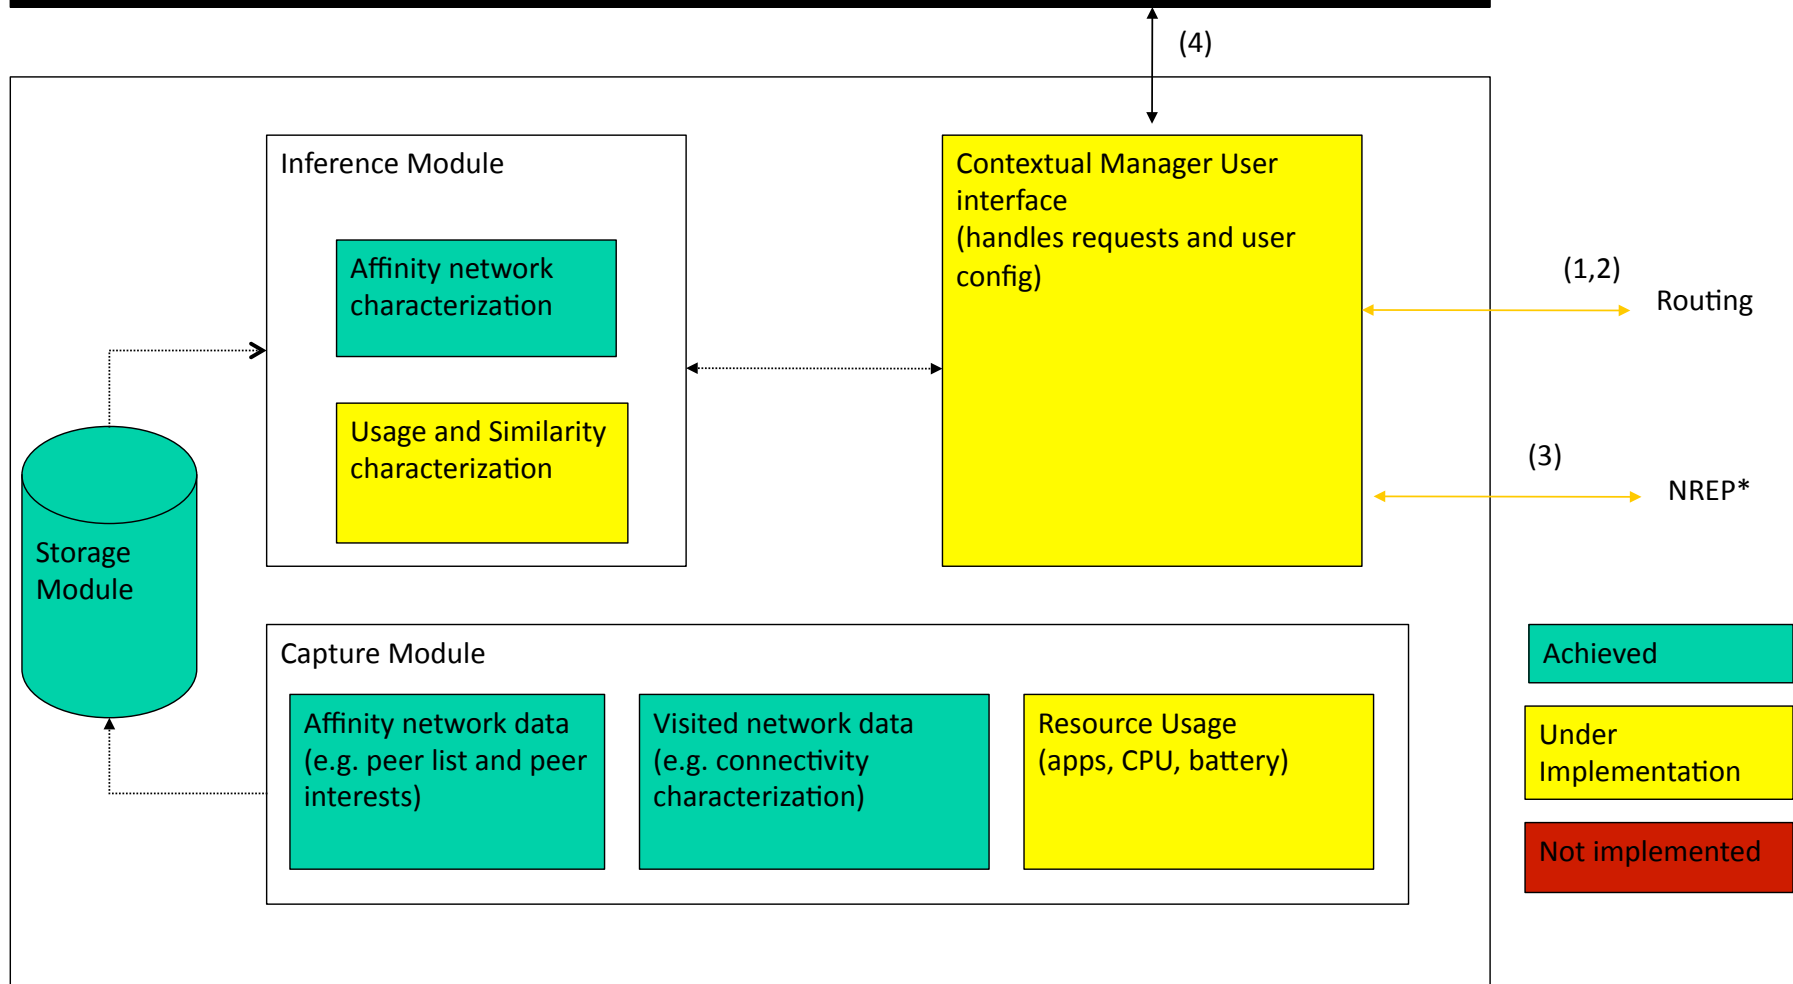 (4)
Inference Module
Contextual Manager User
interface
(handles requests and user
config)
Affinity network
characterization
(1,2)
Routing
Usage and Similarity
characterization
(3)
NREP*
Storage
Module
Capture Module
Affinity network data
(e.g. peer list and peer
interests)
Visited network data
(e.g. connectivity
characterization)
Resource Usage
(apps, CPU, battery)
Achieved
Under
Implementation
Not implemented